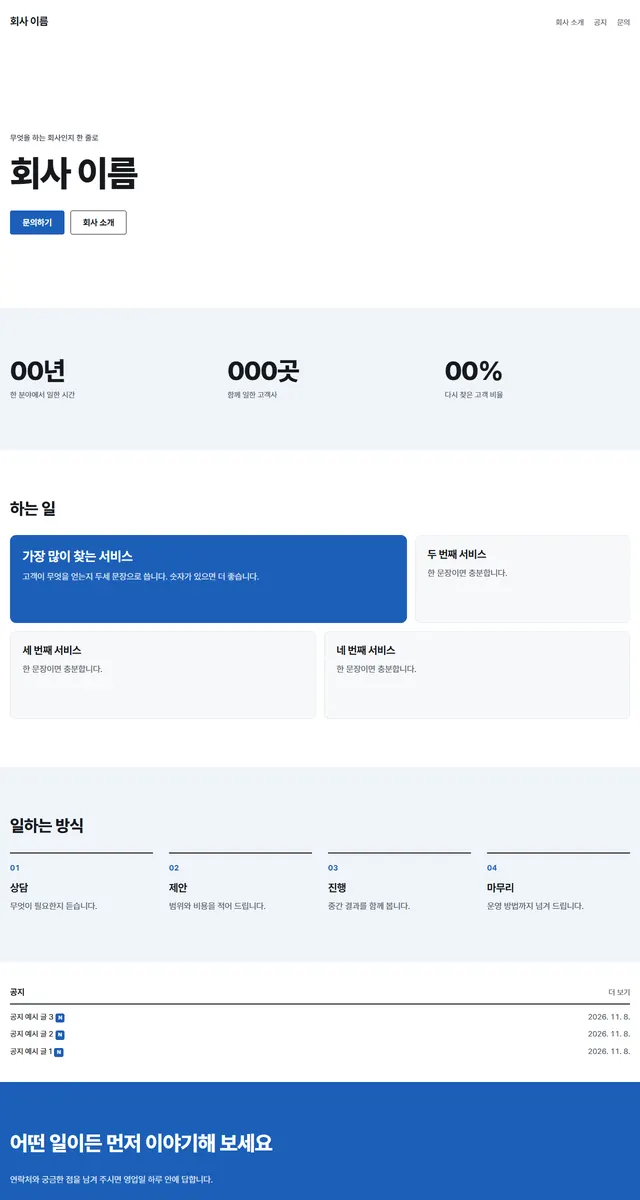 회사 이름
회사 소개 공지 문의
무엇을 하는 회사인지 한 줄로
회사 이름
문의하기 회사 소개
00년 000곳 00%
한 분야에서 일한 시간 함께 일한 고객사 다시 찾은 고객 비율
하는 일
가장 많이 찾는 서비스
고객이 무엇을 얻는지 두세 문장으로 씁니다. 숫자가 있으면 더 좋습니다.
두 번째 서비스
한 문장이면 충분합니다.
세 번째 서비스
한 문장이면 충분합니다.
네 번째 서비스
한 문장이면 충분합니다.
일하는 방식
01 02 03 04
상담 제안 진행 마무리
무엇이 필요한지 듣습니다. 범위와 비용을 적어 드립니다. 중간 결과를 함께 봅니다. 운영 방법까지 넘겨 드립니다.
공지 더 보기
공지 예시 글 3 N 2026. 11. 8.
공지 예시 글 2 N 2026. 11. 8.
공지 예시 글 1 N 2026. 11. 8.
어떤 일이든 먼저 이야기해 보세요
연락처와 궁금한 점을 남겨 주시면 영업일 하루 안에 답합니다.